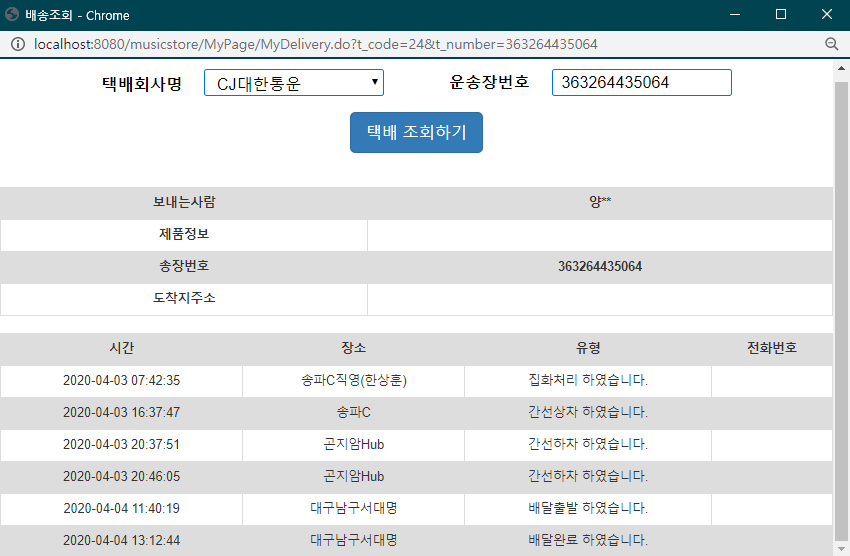 배송조회 - Chrome
localhost:8080/musicstore/MyPage/MyDelivery.do?t_code=24&t_number=363264435064
택배회사명 CJ대한통운 운송장번호 363264435064
택배 조회하기
보내는사람 양**
제품정보
송장번호 363264435064
도착지주소
시간 장소 유형 전화번호
2020-04-03 07:42:35 송파C직영(한상훈) 집화처리 하였습니다.
2020-04-03 16:37:47 송파C 간선상차 하였습니다.
2020-04-03 20:37:51 곤지암Hub 간선하차 하였습니다.
2020-04-03 20:46:05 곤지암Hub 간선하차 하였습니다.
2020-04-04 11:40:19 대구남구서대명 배달출발 하였습니다.
2020-04-04 13:12:44 대구남구서대명 배달완료 하였습니다.